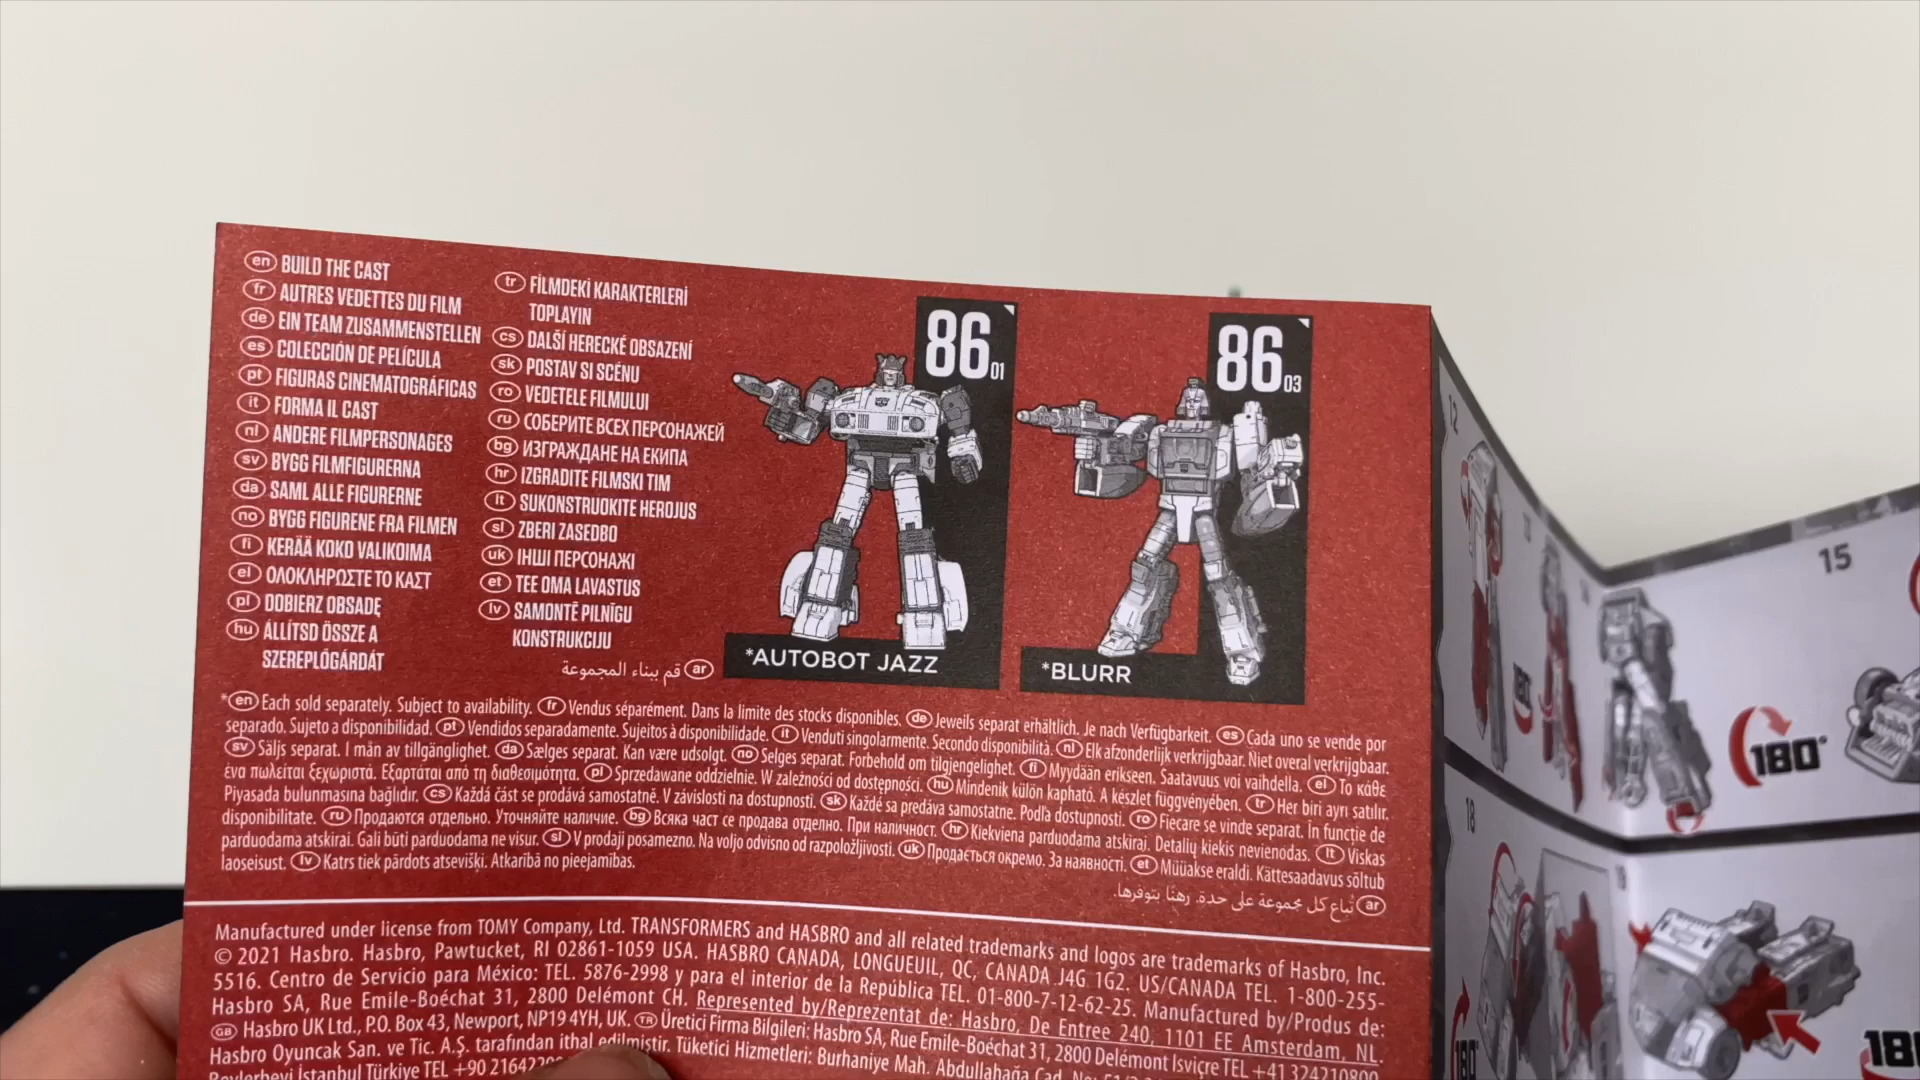 en BUILD THE CAST
fr AUTRES VEDETTES DU FILM
de EIN TEAM ZUSAMMENSTELLEN
es COLECCIÓN DE PELÍCULA
pt FIGURAS CINEMATOGRÁFICAS
it FORMA IL CAST
nl ANDERE FILMPERSONAGES
sv BYGG FILMFIGURERNA
da SAML ALLE FIGURERNE
no BYGG FIGURENE FRA FILMEN
fi KERÄÄ KOKO VALIKOIMA
el ΟΛΟΚΛΗΡΩΣΤΕ ΤΟ ΚΑΣΤ
pl DOBIERZ OBSADĘ
hu ÁLLÍTSD ÖSSZE A
SZEREPLŐGÁRDÁT
tr FİLMDEKİ KARAKTERLERİ
TOPLAYIN
cs DALŠÍ HERECKÉ OBSAZENÍ
sk POSTAV SI SCÉNU
ro VEDETELE FILMULUI
ru СОБЕРИТЕ ВСЕХ ПЕРСОНАЖЕЙ
bg ИЗГРАЖДАНЕ НА ЕКИПА
hr IZGRADITE FILMSKI TIM
lt SUKONSTRUOKITE HEROJUS
sl ZBERI ZASEDBO
uk ІНШІ ПЕРСОНАЖІ
et TEE OMA LAVASTUS
lv SAMONTĒ PILNĪGU
KONSTRUKCIJU
ar قم ببناء المجموعة
86 01
*AUTOBOT JAZZ
86 03
*BLURR
*en Each sold separately. Subject to availability. fr Vendus séparément. Dans la limite des stocks disponibles. de Jeweils separat erhältlich. Je nach Verfügbarkeit. es Cada uno se vende por
separado. Sujeto a disponibilidad. pt Vendidos separadamente. Sujeitos à disponibilidade. it Venduti singolarmente. Secondo disponibilità. nl Elk afzonderlijk verkrijgbaar. Niet overal verkrijgbaar.
sv Säljs separat. I mån av tillgänglighet. da Sælges separat. Kan være udsolgt. no Selges separat. Forbehold om tilgjengelighet. fi Myydään erikseen. Saatavuus voi vaihdella. el Το κάθε
ένα πωλείται ξεχωριστά. Εξαρτάται από τη διαθεσιμότητα. pl Sprzedawane oddzielnie. W zależności od dostępności. hu Mindenik külön kapható. A készlet függvényében. tr Her biri ayrı satılır.
Piyasada bulunmasına bağlıdır. cs Každá část se prodává samostatně. V závislosti na dostupnosti. sk Každé sa predáva samostatne. Podľa dostupnosti. ro Fiecare se vinde separat. În funcție de
disponibilitate. ru Продаются отдельно. Уточняйте наличие. bg Всяка част се продава отделно. При наличност. hr Kiekviena parduodama atskirai. Detalių kiekis nevienodas. lt Viskas
parduodama atskirai. Gali būti parduodama ne visur. sl V prodaji posamezno. Na voljo odvisno od razpoložljivosti. uk Продається окремо. За наявності. et Müüakse eraldi. Kättesaadavus sõltub
laoseisust. lv Katrs tiek pārdots atsevišķi. Atkarībā no pieejamības.
ar تُباع كل مجموعة على حدة. رهنًا بتوفرها.
Manufactured under license from TOMY Company, Ltd. TRANSFORMERS and HASBRO and all related trademarks and logos are trademarks of Hasbro, Inc.
© 2021 Hasbro. Hasbro, Pawtucket, RI 02861-1059 USA. HASBRO CANADA, LONGUEUIL, QC, CANADA J4G 1G2. US/CANADA TEL. 1-800-255-
5516. Centro de Servicio para México: TEL. 5876-2998 y para el interior de la República TEL. 01-800-7-12-62-25. Manufactured by/Produs de:
Hasbro SA, Rue Emile-Boéchat 31, 2800 Delémont CH. Represented by/Reprezentat de: Hasbro, De Entree 240, 1101 EE Amsterdam, NL.
GB Hasbro UK Ltd., P.O. Box 43, Newport, NP19 4YH, UK. TR Üretici Firma Bilgileri: Hasbro SA, Rue Emile-Boéchat 31, 2800 Delémont İsviçre TEL +41 324210800
Hasbro Oyuncak San. ve Tic. A.Ş. tarafından ithal edilmiştir. Tüketici Hizmetleri: Burhaniye Mah. Abdullahağa Cad.
İstanbul Türkiye TEL +90
12
15
180°
180°
18
19
180°
180